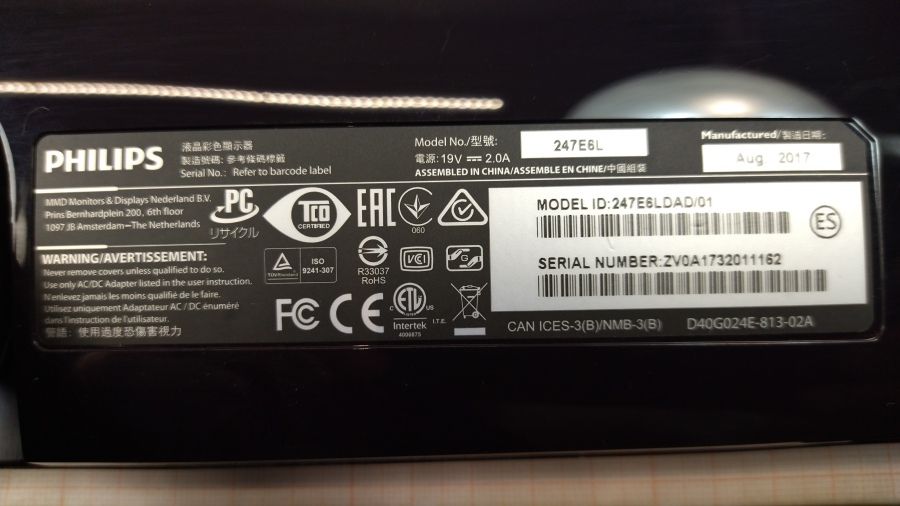 PHILIPS
液晶彩色顯示器
製造號碼: 參考條碼標籤
Serial No.: Refer to barcode label
Model No./型號:
247E6L
電源: 19V ⎓ 2.0A
ASSEMBLED IN CHINA/ASSEMBLE EN CHINE/中國組裝
Manufactured/製造日期:
Aug. 2017
MMD Monitors & Displays Nederland B.V.
Prins Bernhardplein 200, 6th floor
1097 JB Amsterdam–The Netherlands
PC
リサイクル
TCO
CERTIFIED
EAC
060
MODEL ID:247E6LDAD/01
SERIAL NUMBER:ZV0A1732011162
ES
WARNING/AVERTISSEMENT:
Never remove covers unqualified to do so.
Use only AC/DC Adapter listed in the user instruction.
N'enlevez jamais les moins qualifié de le faire.
Utilisez uniquement Adaptateur AC / DC énuméré
dans l'instruction de l'utilisateur.
警語: 使用過度恐傷害視力
TÜVRheinland
ISO
9241-307
R33037
RoHS
VCI
FC CE
C ETL US
Intertek
4006875
I.T.E.
CAN ICES-3(B)/NMB-3(B)
D40G024E-813-02A